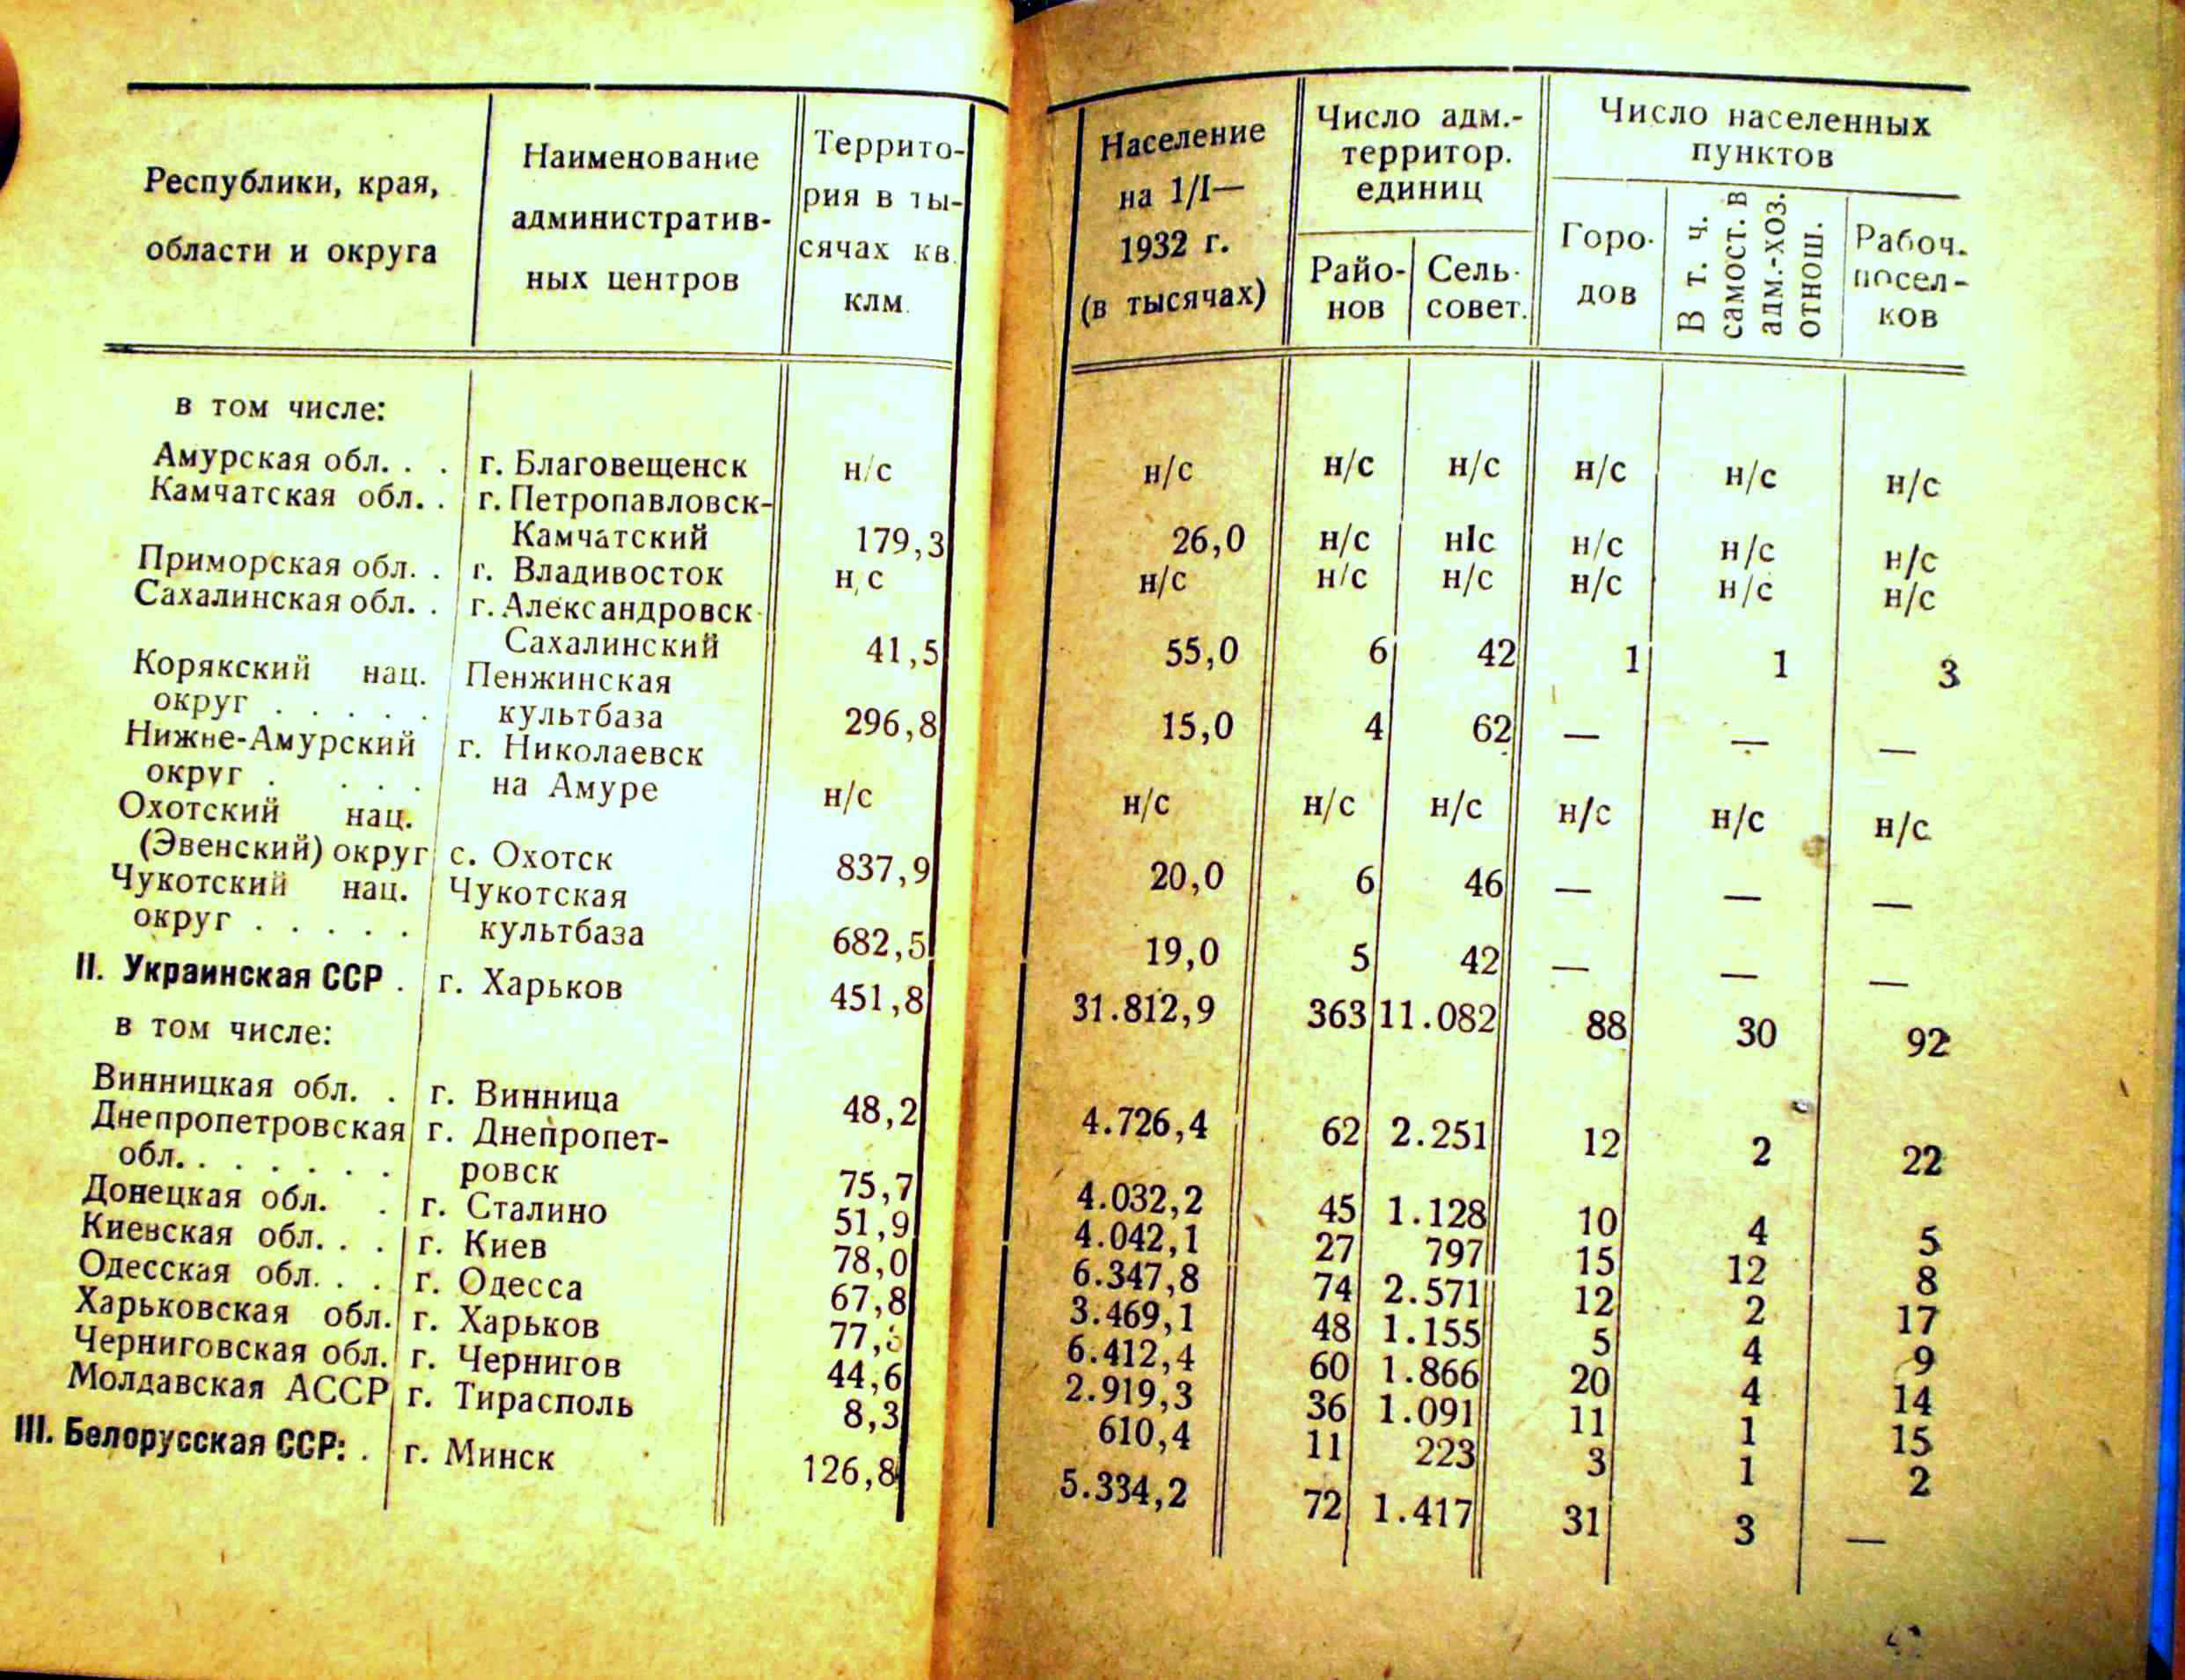 Республики, края,
области и округа
Наименование
административ-
ных центров
Террито-
рия в ты-
сячах кв.
клм.
Население
на 1/I—
1932 г.
(в тысячах)
Число адм.-
территор.
единиц
Райо-
нов
Сель-
совет.
Число населенных
пунктов
Горо-
дов
В т. ч.
самост. в
адм.-хоз.
отнош.
Рабоч.
посел-
ков
в том числе:
Амурская обл. . . г. Благовещенск н/с н/с н/с н/с н/с н/с н/с
Камчатская обл. . г. Петропавловск-
Камчатский 179,3 26,0 н/с н/с н/с н/с н/с
Приморская обл. . г. Владивосток н/с н/с н/с н/с н/с н/с н/с
Сахалинская обл. . г. Александровск-
Сахалинский 41,5 55,0 6 42 1 1 3
Корякский нац. Пенжинская
округ . . . . . культбаза 296,8 15,0 4 62 — — —
Нижне-Амурский г. Николаевск
округ . . . . на Амуре н/с н/с н/с н/с н/с н/с н/с
Охотский нац.
(Эвенский) округ с. Охотск 837,9 20,0 6 46 — — —
Чукотский нац. Чукотская
округ . . . . . культбаза 682,5 19,0 5 42 — — —
II. Украинская ССР . г. Харьков 451,8 31.812,9 363 11.082 88 30 92
в том числе:
Винницкая обл. . г. Винница 48,2 4.726,4 62 2.251 12 2 22
Днепропетровская г. Днепропет-
обл. . . . . . . ровск 75,7 4.032,2 45 1.128 10 4 5
Донецкая обл. . г. Сталино 51,9 4.042,1 27 797 15 12 8
Киевская обл. . . г. Киев 78,0 6.347,8 74 2.571 12 2 17
Одесская обл. . . г. Одесса 67,8 3.469,1 48 1.155 5 4 9
Харьковская обл. г. Харьков 6.412,4 60 1.866 20 4 14
Черниговская обл. г. Чернигов 44,6 2.919,3 36 1.091 11 1 15
Молдавская АССР г. Тирасполь 8,3 610,4 11 223 3 1 2
III. Белорусская ССР: . г. Минск 126,8 5.334,2 72 1.417 31 3 —